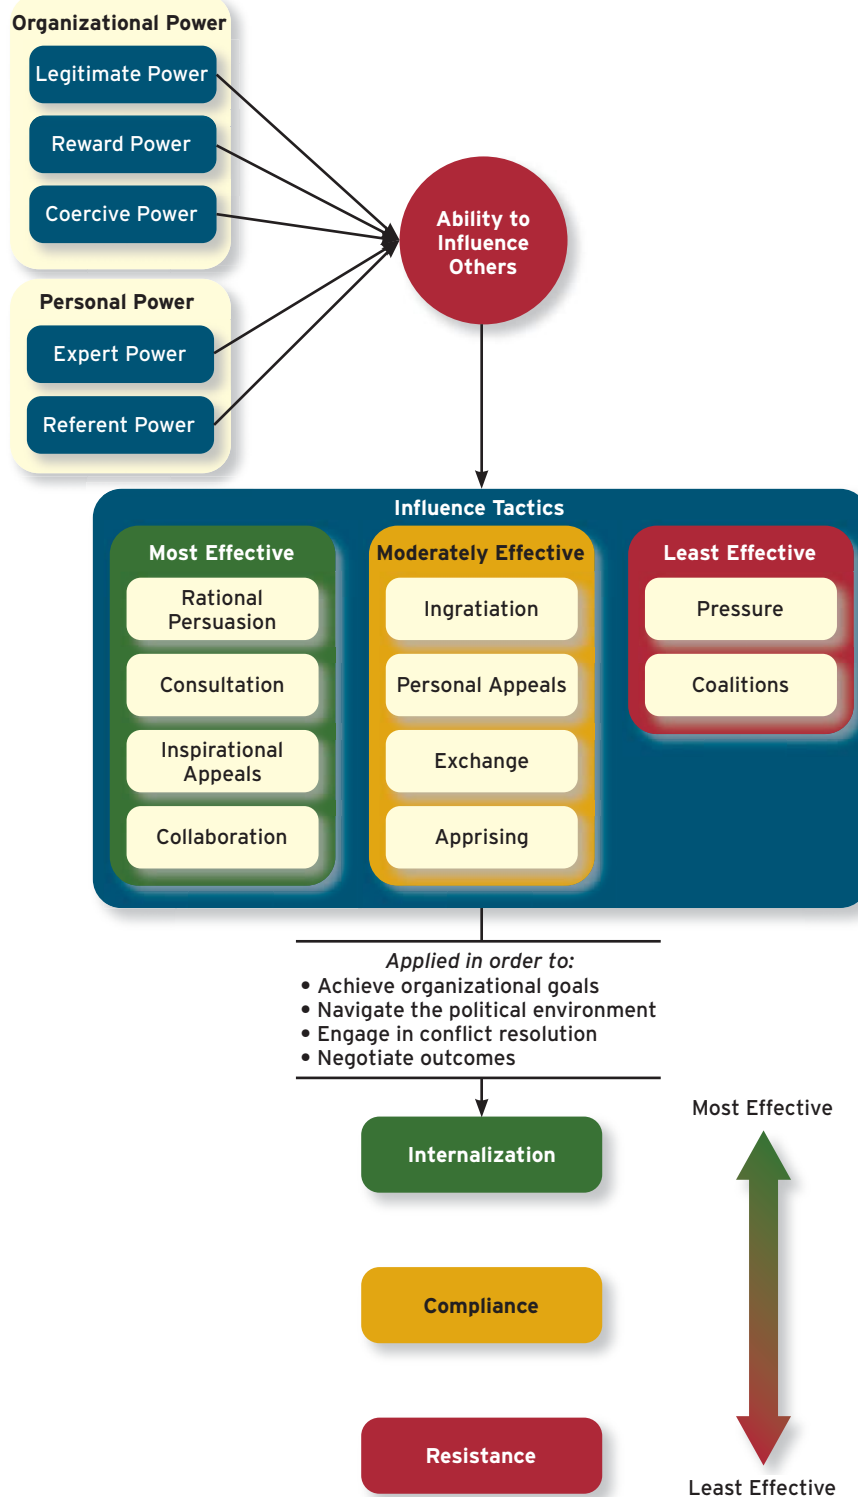 Organizational Power
Legitimate Power
Reward Power
Coercive Power
Personal Power
Expert Power
Referent Power
Ability to
Influence
Others
Influence Tactics
Most Effective
Rational
Persuasion
Consultation
Inspirational
Appeals
Collaboration
Moderately Effective
Ingratiation
Personal Appeals
Exchange
Apprising
Least Effective
Pressure
Coalitions
Applied in order to:
• Achieve organizational goals
• Navigate the political environment
• Engage in conflict resolution
• Negotiate outcomes
Internalization
Compliance
Resistance
Most Effective
Least Effective